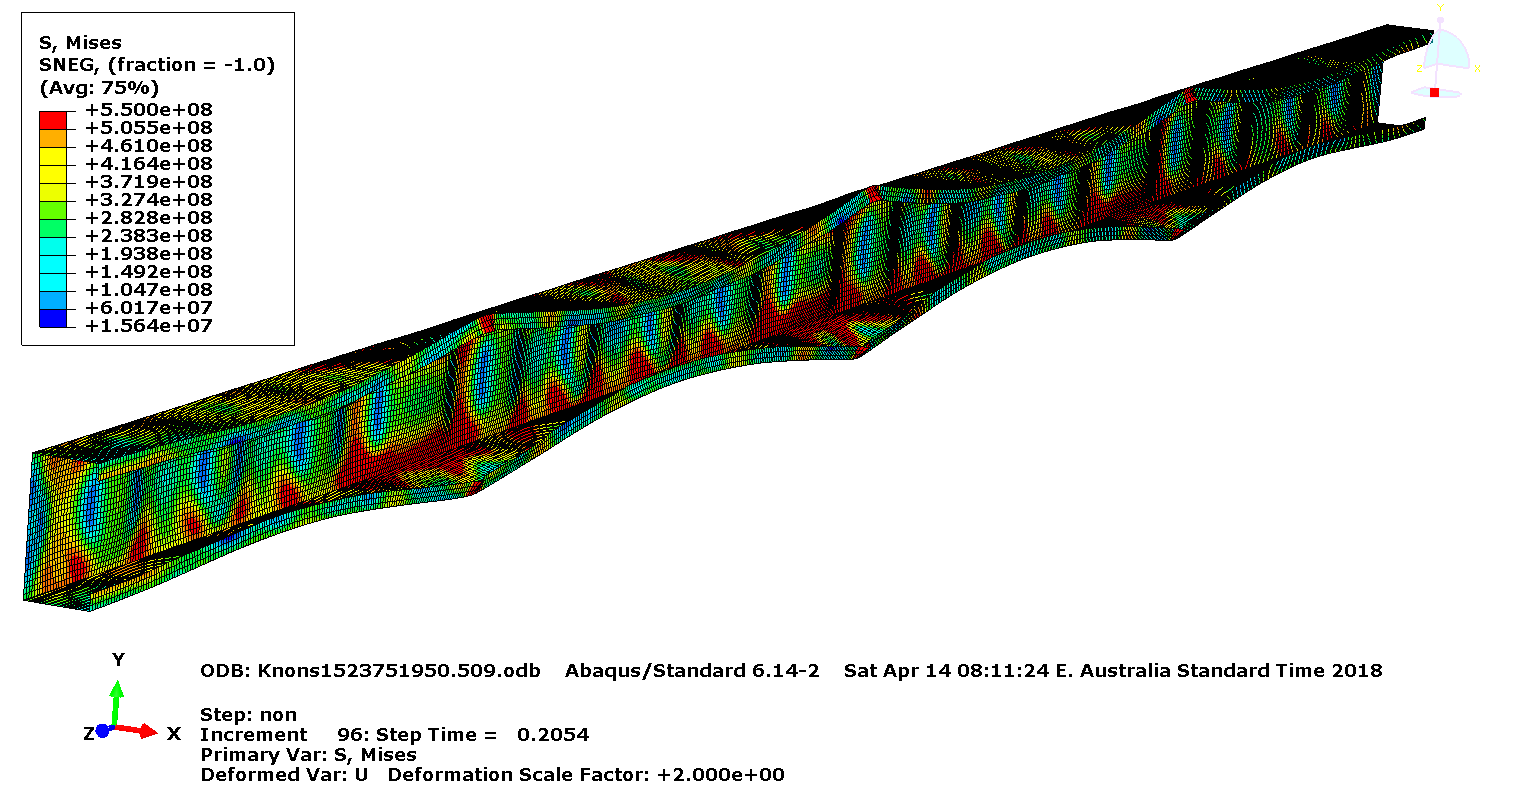 S, Mises
SNEG, (fraction = -1.0)
(Avg: 75%)
+5.500e+08
+5.055e+08
+4.610e+08
+4.164e+08
+3.719e+08
+3.274e+08
+2.828e+08
+2.383e+08
+1.938e+08
+1.492e+08
+1.047e+08
+6.017e+07
+1.564e+07
Y
Z X
Y
Z X
ODB: Knons1523751950.509.odb Abaqus/Standard 6.14-2 Sat Apr 14 08:11:24 E. Australia Standard Time 2018
Step: non
Increment 96: Step Time = 0.2054
Primary Var: S, Mises
Deformed Var: U Deformation Scale Factor: +2.000e+00